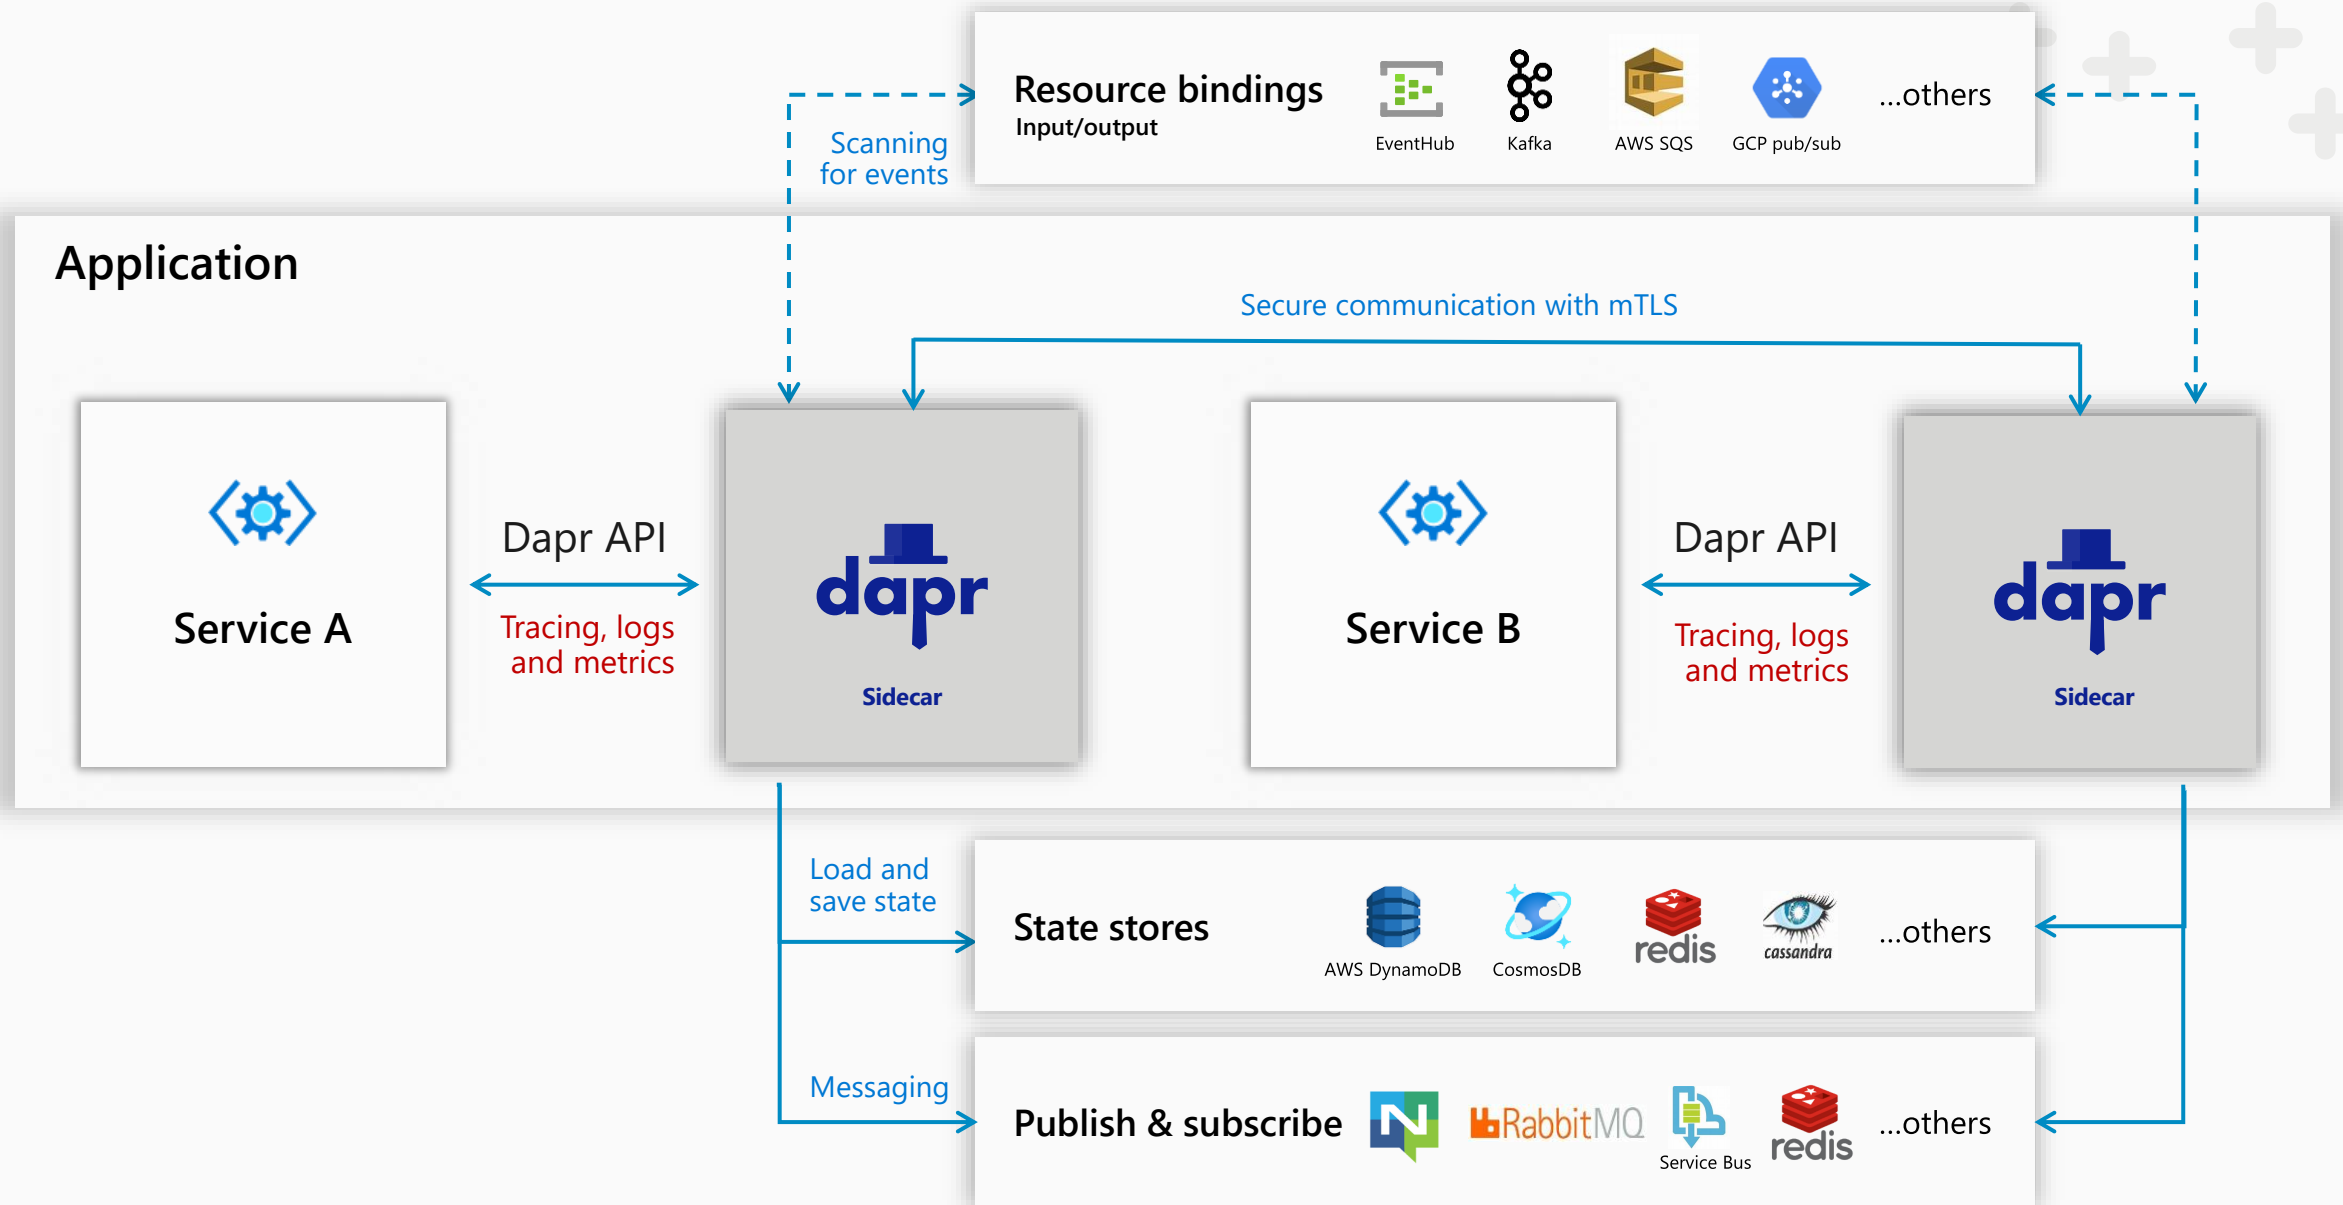 Resource bindings
Input/output
EventHub
Kafka
AWS SQS
GCP pub/sub
...others
Scanning
for events
Application
Secure communication with mTLS
Service A
Dapr API
Tracing, logs
and metrics
dapr
Sidecar
Service B
Dapr API
Tracing, logs
and metrics
dapr
Sidecar
Load and
save state
State stores
AWS DynamoDB
CosmosDB
redis
cassandra
...others
Messaging
Publish & subscribe
N
RabbitMQ
Service Bus
redis
...others